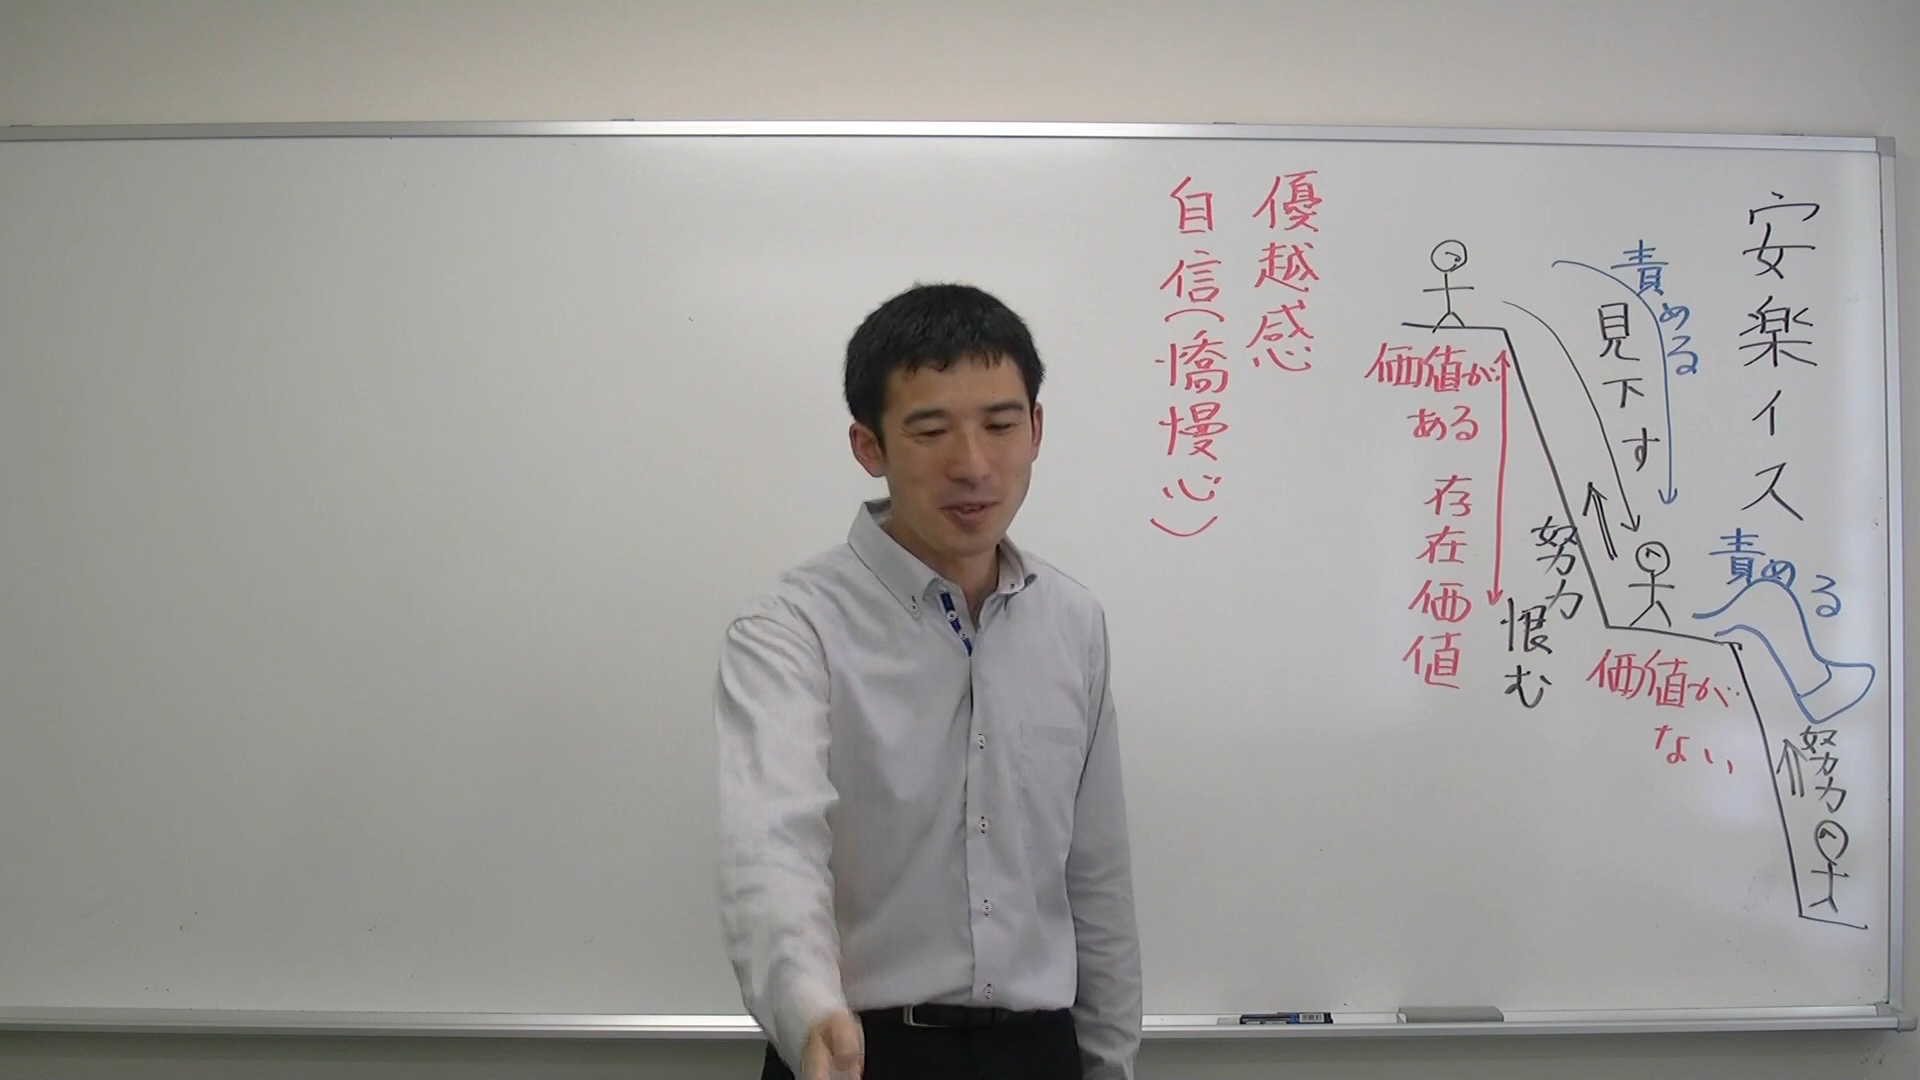 安楽イス
責める
見下す
責める
努力
努力
恨む
価値が
ある
存在価値
価値が
ない
優越感
自信(憍慢心)